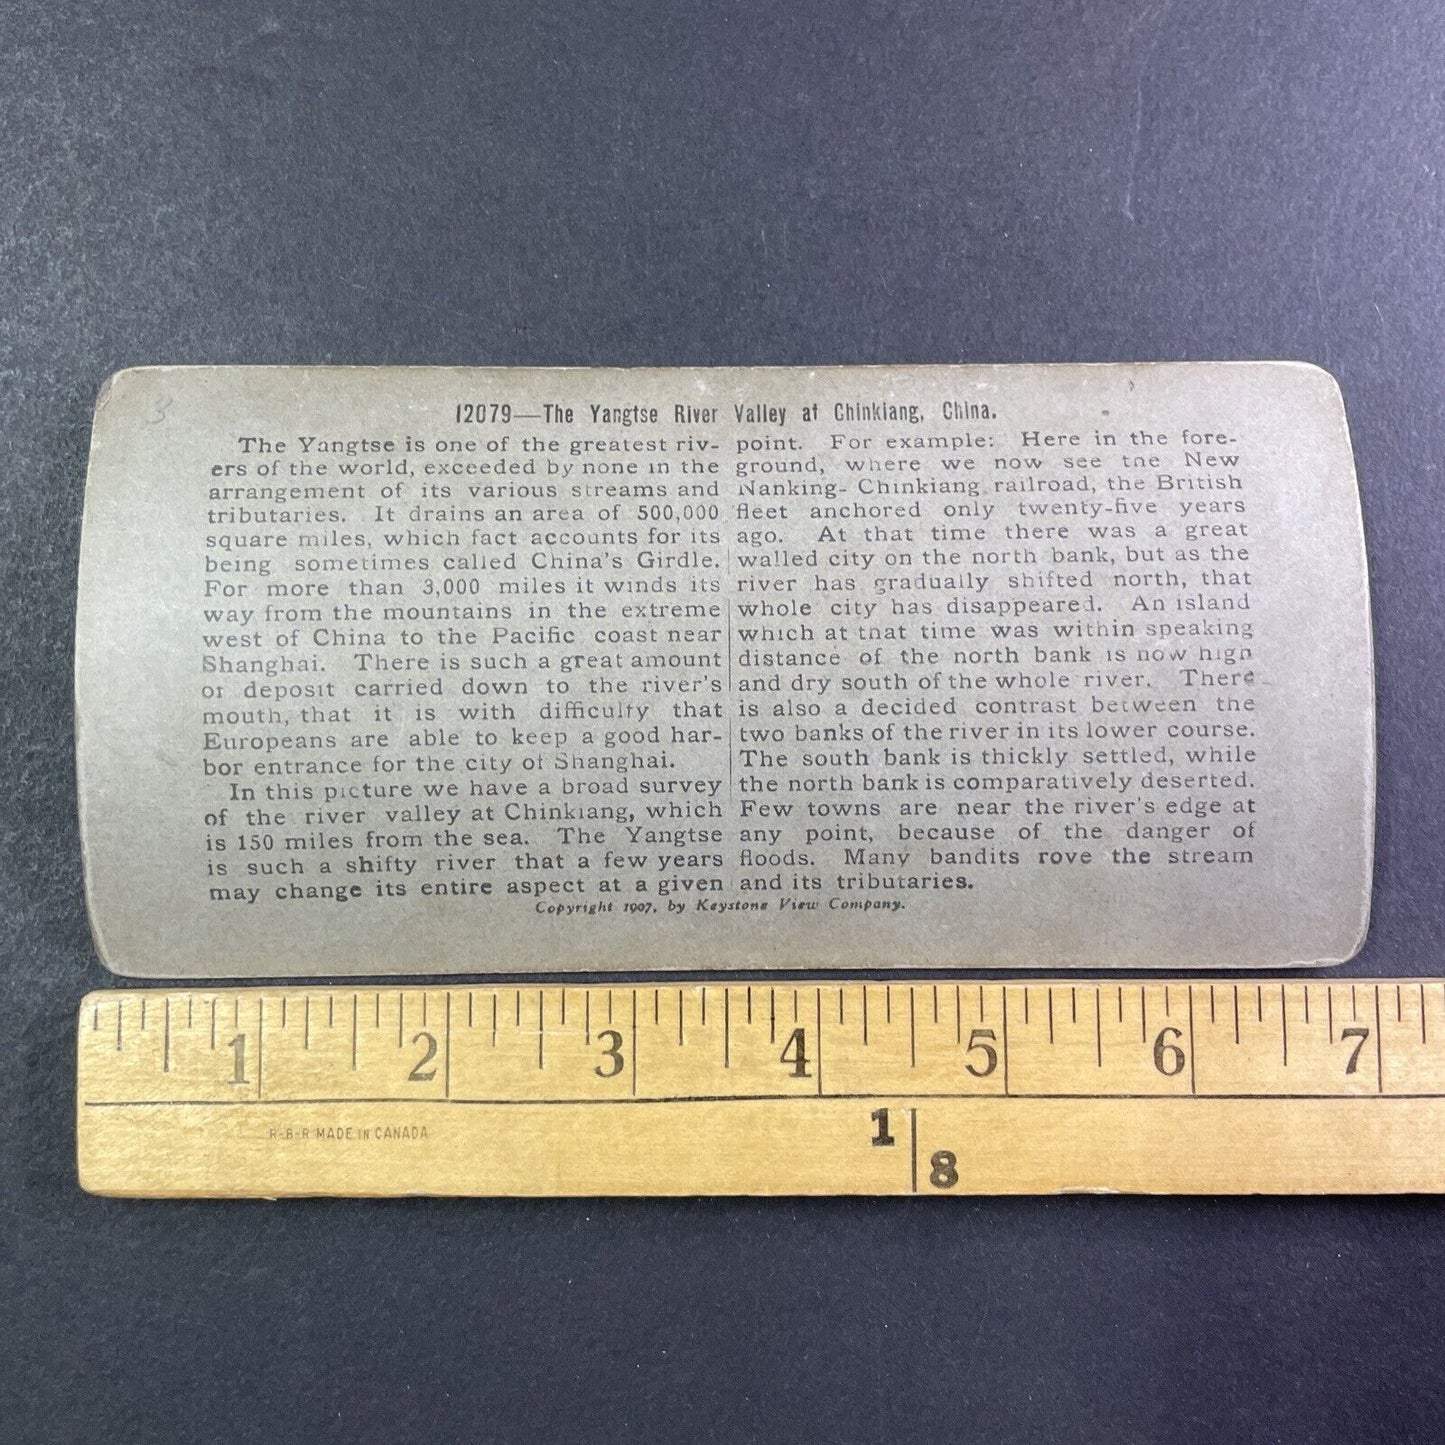 3
12079—The Yangtse River Valley at Chinkiang, China.
The Yangtse is one of the greatest riv-
ers of the world, exceeded by none in the
arrangement of its various streams and
tributaries. It drains an area of 500,000
square miles, which fact accounts for its
being sometimes called China's Girdle.
For more than 3,000 miles it winds its
way from the mountains in the extreme
west of China to the Pacific coast near
Shanghai. There is such a great amount
of deposit carried down to the river's
mouth, that it is with difficulty that
Europeans are able to keep a good har-
bor entrance for the city of Shanghai.
In this picture we have a broad survey
of the river valley at Chinkiang, which
is 150 miles from the sea. The Yangtse
is such a shifty river that a few years
may change its entire aspect at a given
point. For example: Here in the fore-
ground, where we now see the New
Nanking- Chinkiang railroad, the British
fleet anchored only twenty-five years
ago. At that time there was a great
walled city on the north bank, but as the
river has gradually shifted north, that
whole city has disappeared. An island
which at that time was within speaking
distance of the north bank is now high
and dry south of the whole river. There
is also a decided contrast between the
two banks of the river in its lower course.
The south bank is thickly settled, while
the north bank is comparatively deserted.
Few towns are near the river's edge at
any point, because of the danger of
floods. Many bandits rove the stream
and its tributaries.
Copyright 1907, by Keystone View Company.
1 2 3 4 5 6 7
R-B-R MADE IN CANADA
1
8